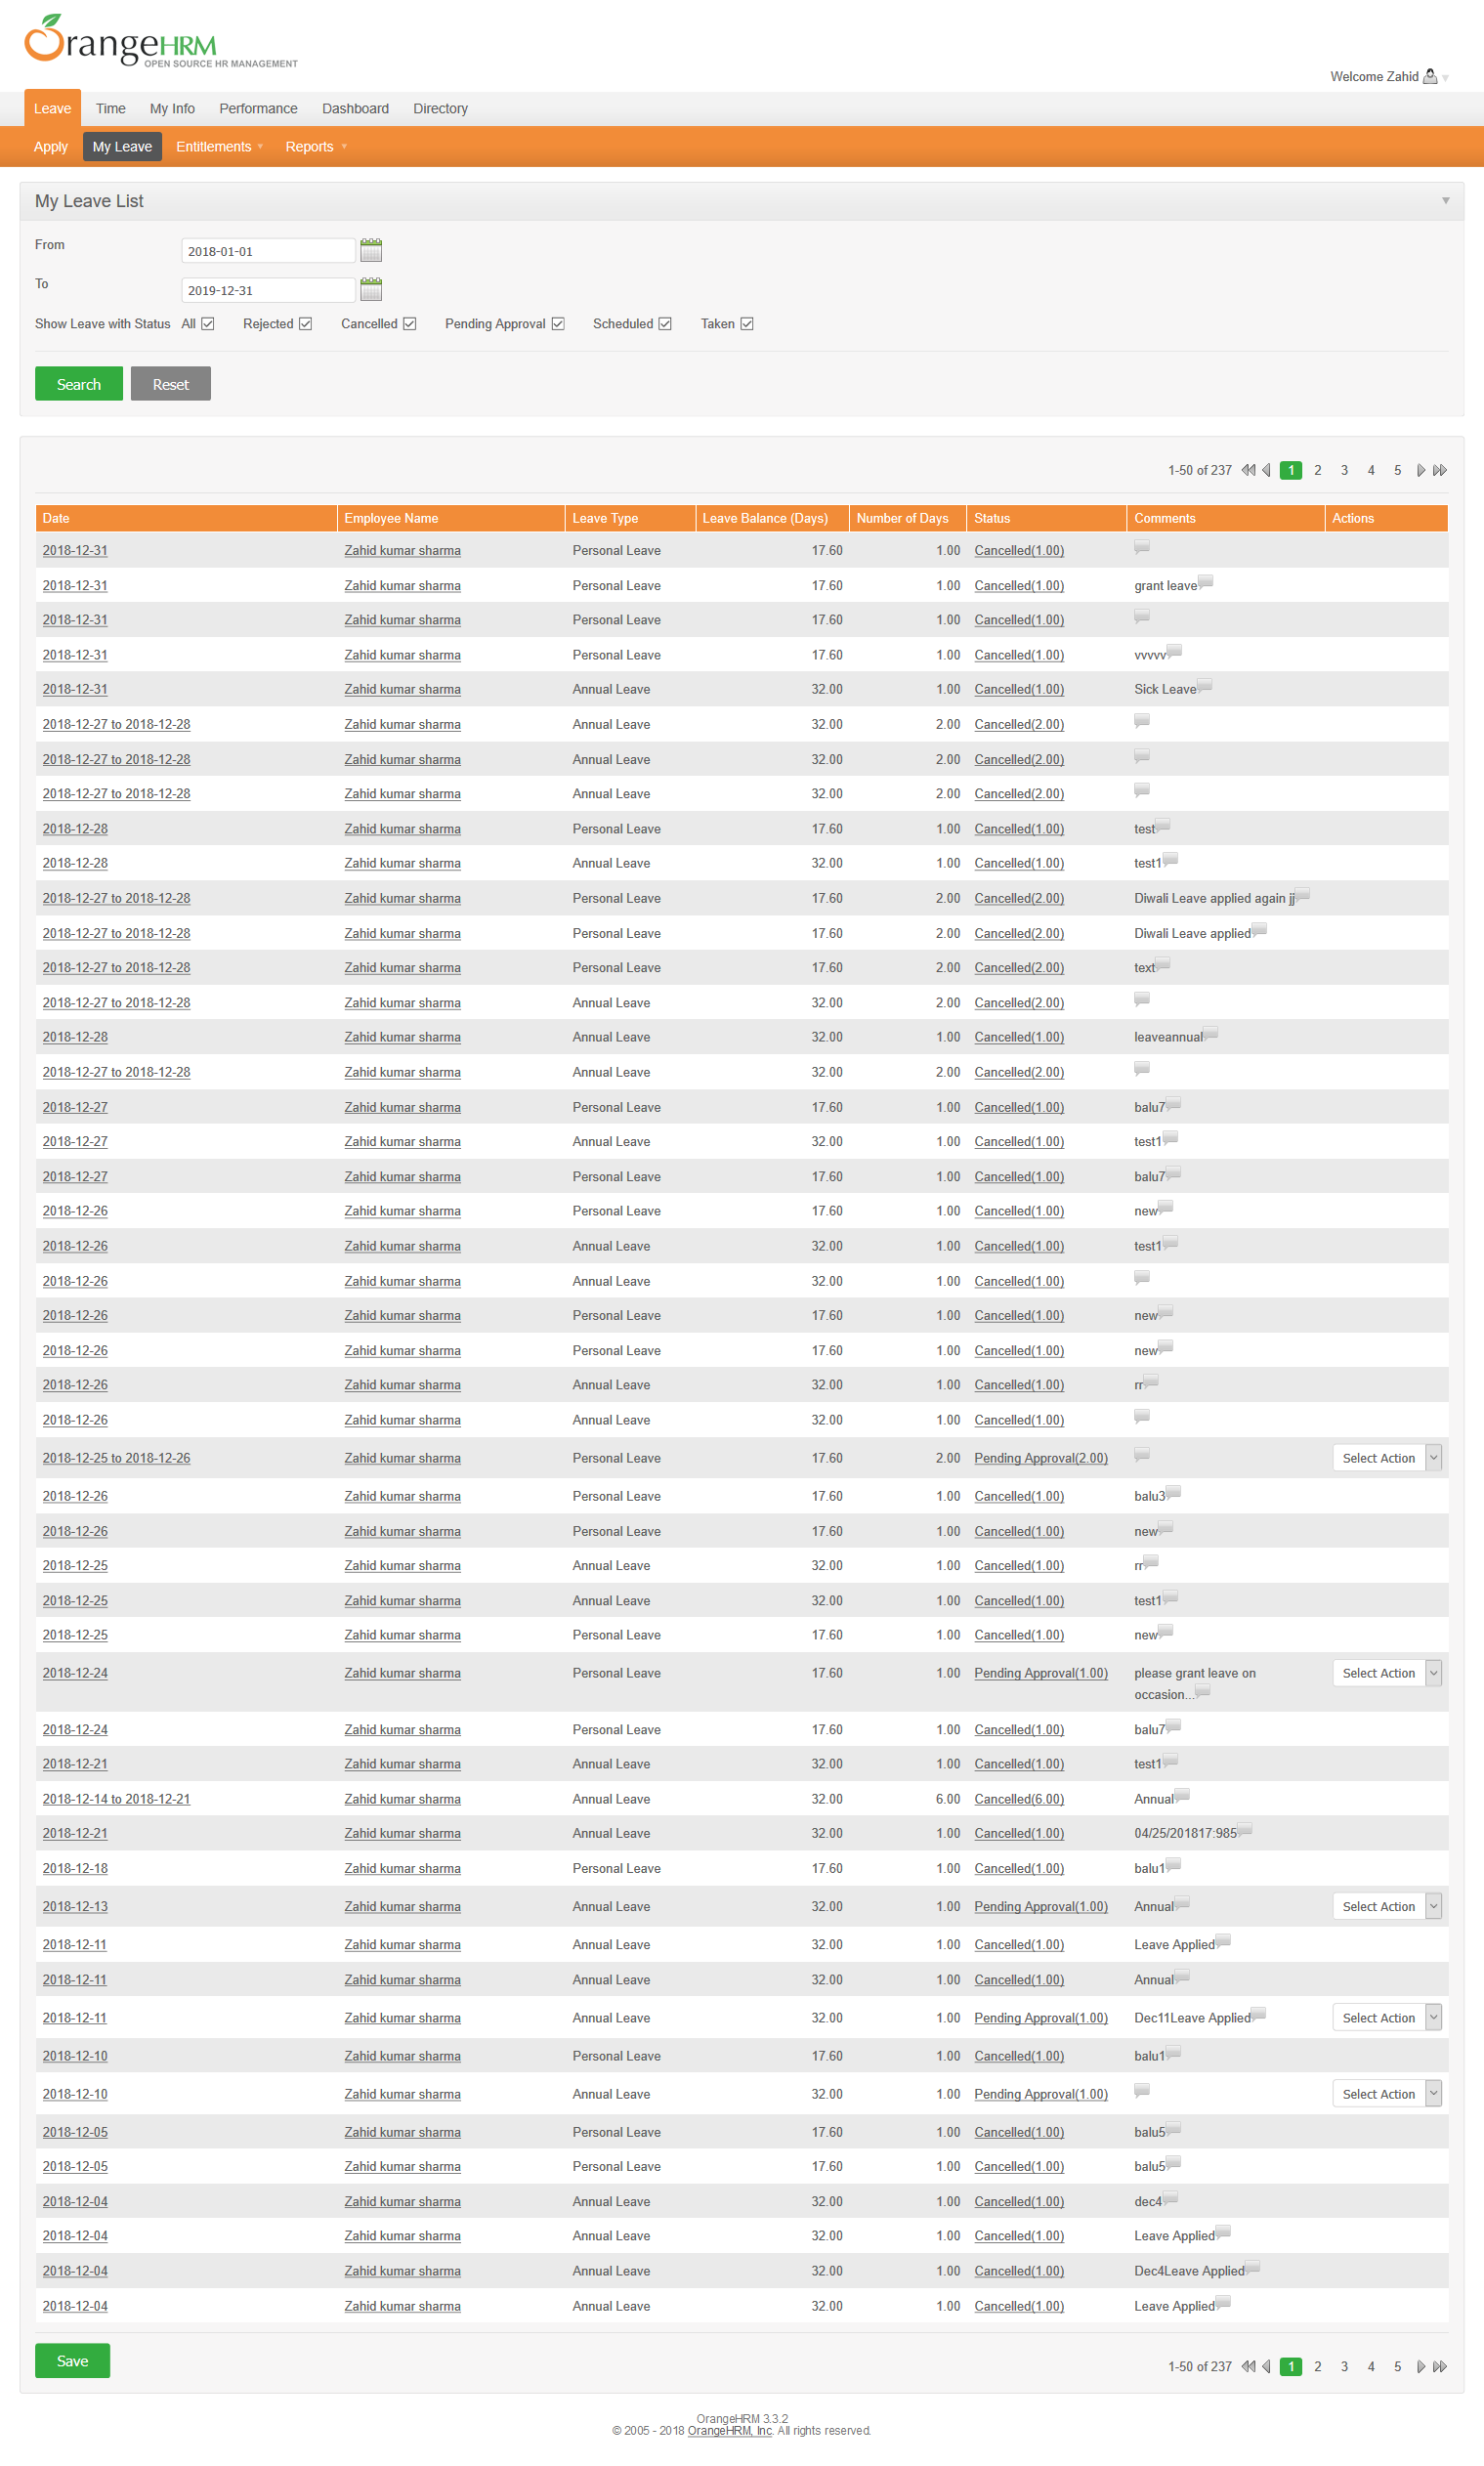 OrangeHRM
OPEN SOURCE HR MANAGEMENT
Welcome Zahid
Leave Time My Info Performance Dashboard Directory
Apply My Leave Entitlements Reports
My Leave List
From 2018-01-01
To 2019-12-31
Show Leave with Status All Rejected Cancelled Pending Approval Scheduled Taken
Search Reset
1-50 of 237 1 2 3 4 5
Date Employee Name Leave Type Leave Balance (Days) Number of Days Status Comments Actions
2018-12-31 Zahid kumar sharma Personal Leave 17.60 1.00 Cancelled(1.00)
2018-12-31 Zahid kumar sharma Personal Leave 17.60 1.00 Cancelled(1.00) grant leave
2018-12-31 Zahid kumar sharma Personal Leave 17.60 1.00 Cancelled(1.00)
2018-12-31 Zahid kumar sharma Personal Leave 17.60 1.00 Cancelled(1.00) vvvvv
2018-12-31 Zahid kumar sharma Annual Leave 32.00 1.00 Cancelled(1.00) Sick Leave
2018-12-27 to 2018-12-28 Zahid kumar sharma Annual Leave 32.00 2.00 Cancelled(2.00)
2018-12-27 to 2018-12-28 Zahid kumar sharma Annual Leave 32.00 2.00 Cancelled(2.00)
2018-12-27 to 2018-12-28 Zahid kumar sharma Annual Leave 32.00 2.00 Cancelled(2.00)
2018-12-28 Zahid kumar sharma Personal Leave 17.60 1.00 Cancelled(1.00) test
2018-12-28 Zahid kumar sharma Annual Leave 32.00 1.00 Cancelled(1.00) test1
2018-12-27 to 2018-12-28 Zahid kumar sharma Personal Leave 17.60 2.00 Cancelled(2.00) Diwali Leave applied again jj
2018-12-27 to 2018-12-28 Zahid kumar sharma Personal Leave 17.60 2.00 Cancelled(2.00) Diwali Leave applied
2018-12-27 to 2018-12-28 Zahid kumar sharma Personal Leave 17.60 2.00 Cancelled(2.00) text
2018-12-27 to 2018-12-28 Zahid kumar sharma Annual Leave 32.00 2.00 Cancelled(2.00)
2018-12-28 Zahid kumar sharma Annual Leave 32.00 1.00 Cancelled(1.00) leaveannual
2018-12-27 to 2018-12-28 Zahid kumar sharma Annual Leave 32.00 2.00 Cancelled(2.00)
2018-12-27 Zahid kumar sharma Personal Leave 17.60 1.00 Cancelled(1.00) balu7
2018-12-27 Zahid kumar sharma Annual Leave 32.00 1.00 Cancelled(1.00) test1
2018-12-27 Zahid kumar sharma Personal Leave 17.60 1.00 Cancelled(1.00) balu7
2018-12-26 Zahid kumar sharma Personal Leave 17.60 1.00 Cancelled(1.00) new
2018-12-26 Zahid kumar sharma Annual Leave 32.00 1.00 Cancelled(1.00) test1
2018-12-26 Zahid kumar sharma Annual Leave 32.00 1.00 Cancelled(1.00)
2018-12-26 Zahid kumar sharma Personal Leave 17.60 1.00 Cancelled(1.00) new
2018-12-26 Zahid kumar sharma Personal Leave 17.60 1.00 Cancelled(1.00) new
2018-12-26 Zahid kumar sharma Annual Leave 32.00 1.00 Cancelled(1.00) rr
2018-12-26 Zahid kumar sharma Annual Leave 32.00 1.00 Cancelled(1.00)
2018-12-25 to 2018-12-26 Zahid kumar sharma Personal Leave 17.60 2.00 Pending Approval(2.00) Select Action
2018-12-26 Zahid kumar sharma Personal Leave 17.60 1.00 Cancelled(1.00) balu3
2018-12-26 Zahid kumar sharma Personal Leave 17.60 1.00 Cancelled(1.00) new
2018-12-25 Zahid kumar sharma Annual Leave 32.00 1.00 Cancelled(1.00) rr
2018-12-25 Zahid kumar sharma Annual Leave 32.00 1.00 Cancelled(1.00) test1
2018-12-25 Zahid kumar sharma Personal Leave 17.60 1.00 Cancelled(1.00) new
2018-12-24 Zahid kumar sharma Personal Leave 17.60 1.00 Pending Approval(1.00) please grant leave on Select Action
occasion...
2018-12-24 Zahid kumar sharma Personal Leave 17.60 1.00 Cancelled(1.00) balu7
2018-12-21 Zahid kumar sharma Annual Leave 32.00 1.00 Cancelled(1.00) test1
2018-12-14 to 2018-12-21 Zahid kumar sharma Annual Leave 32.00 6.00 Cancelled(6.00) Annual
2018-12-21 Zahid kumar sharma Annual Leave 32.00 1.00 Cancelled(1.00) 04/25/201817:985
2018-12-18 Zahid kumar sharma Personal Leave 17.60 1.00 Cancelled(1.00) balu1
2018-12-13 Zahid kumar sharma Annual Leave 32.00 1.00 Pending Approval(1.00) Annual Select Action
2018-12-11 Zahid kumar sharma Annual Leave 32.00 1.00 Cancelled(1.00) Leave Applied
2018-12-11 Zahid kumar sharma Annual Leave 32.00 1.00 Cancelled(1.00) Annual
2018-12-11 Zahid kumar sharma Annual Leave 32.00 1.00 Pending Approval(1.00) Dec11Leave Applied Select Action
2018-12-10 Zahid kumar sharma Personal Leave 17.60 1.00 Cancelled(1.00) balu1
2018-12-10 Zahid kumar sharma Annual Leave 32.00 1.00 Pending Approval(1.00) Select Action
2018-12-05 Zahid kumar sharma Personal Leave 17.60 1.00 Cancelled(1.00) balu5
2018-12-05 Zahid kumar sharma Personal Leave 17.60 1.00 Cancelled(1.00) balu5
2018-12-04 Zahid kumar sharma Annual Leave 32.00 1.00 Cancelled(1.00) dec4
2018-12-04 Zahid kumar sharma Annual Leave 32.00 1.00 Cancelled(1.00) Leave Applied
2018-12-04 Zahid kumar sharma Annual Leave 32.00 1.00 Cancelled(1.00) Dec4Leave Applied
2018-12-04 Zahid kumar sharma Annual Leave 32.00 1.00 Cancelled(1.00) Leave Applied
Save
1-50 of 237 1 2 3 4 5
OrangeHRM 3.3.2
© 2005 - 2018 OrangeHRM, Inc. All rights reserved.